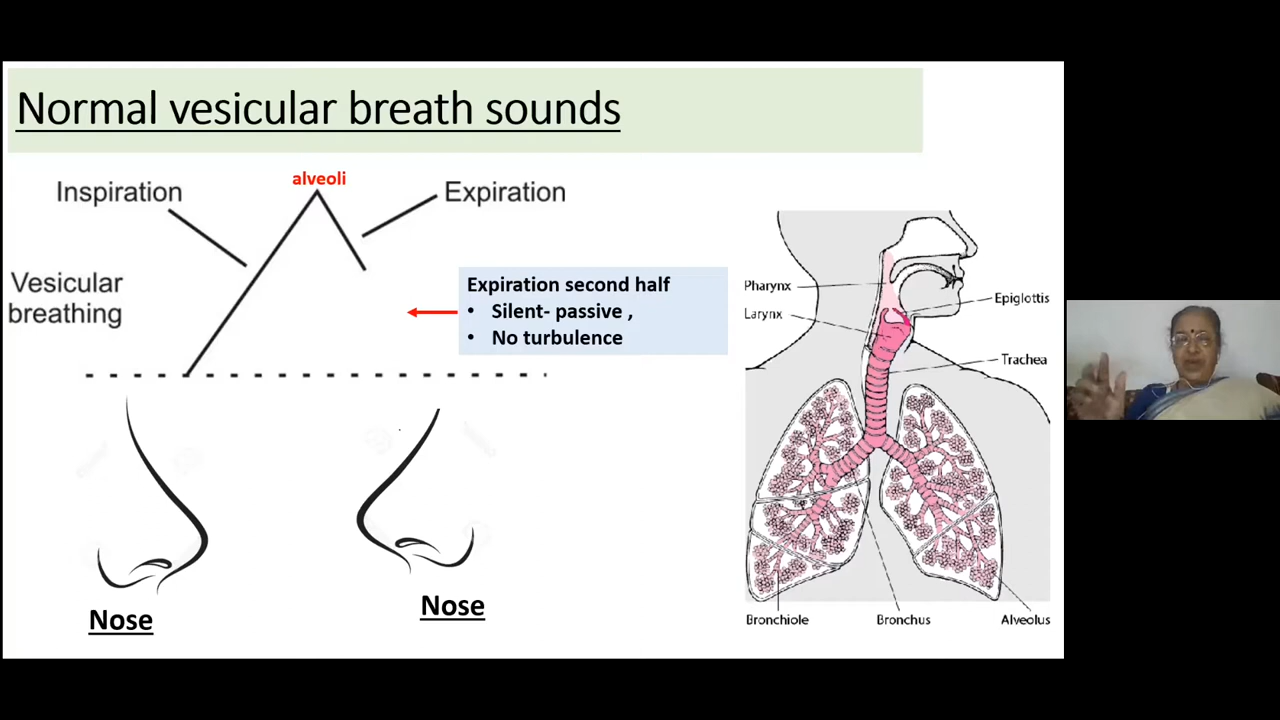 Normal vesicular breath sounds
alveoli
Inspiration
Expiration
Vesicular
breathing
Expiration second half
• Silent- passive ,
• No turbulence
Nose
Nose
Pharynx
Larynx
Epiglottis
Trachea
Bronchiole
Bronchus
Alveolus